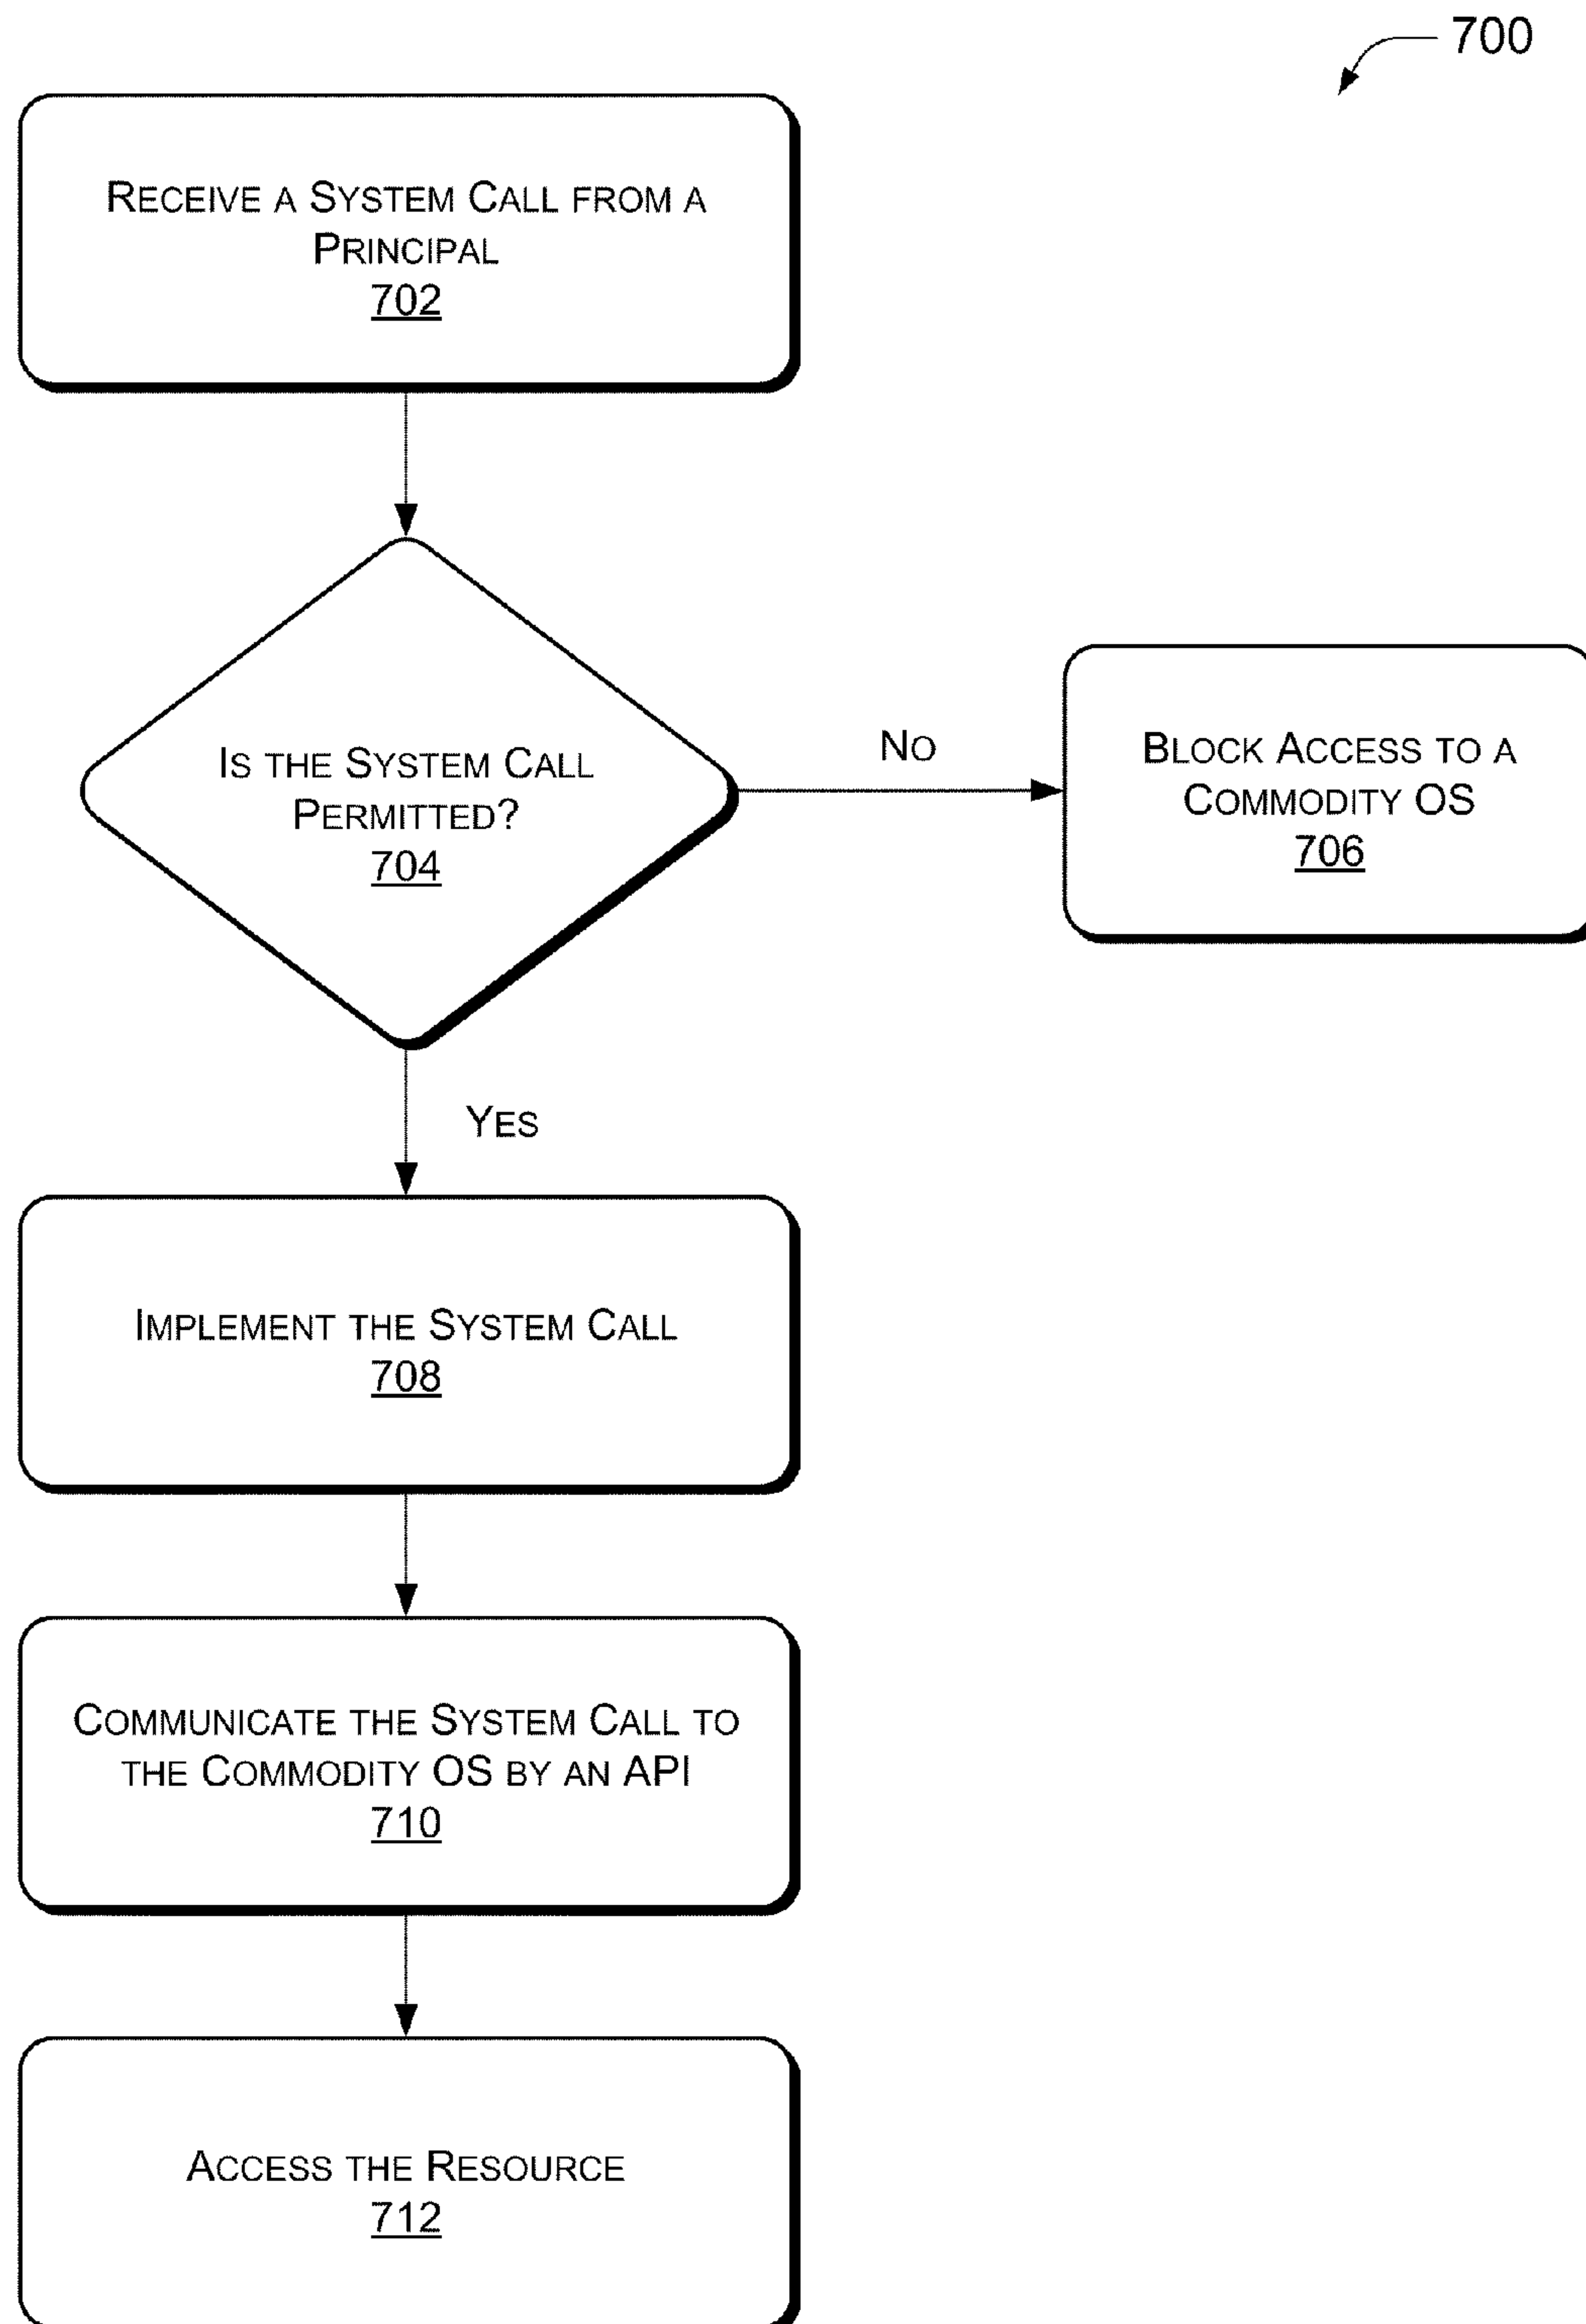 700
RECEIVE A SYSTEM CALL FROM A
PRINCIPAL
702
IS THE SYSTEM CALL
PERMITTED?
704
NO
BLOCK ACCESS TO A
COMMODITY OS
706
YES
IMPLEMENT THE SYSTEM CALL
708
COMMUNICATE THE SYSTEM CALL TO
THE COMMODITY OS BY AN API
710
ACCESS THE RESOURCE
712